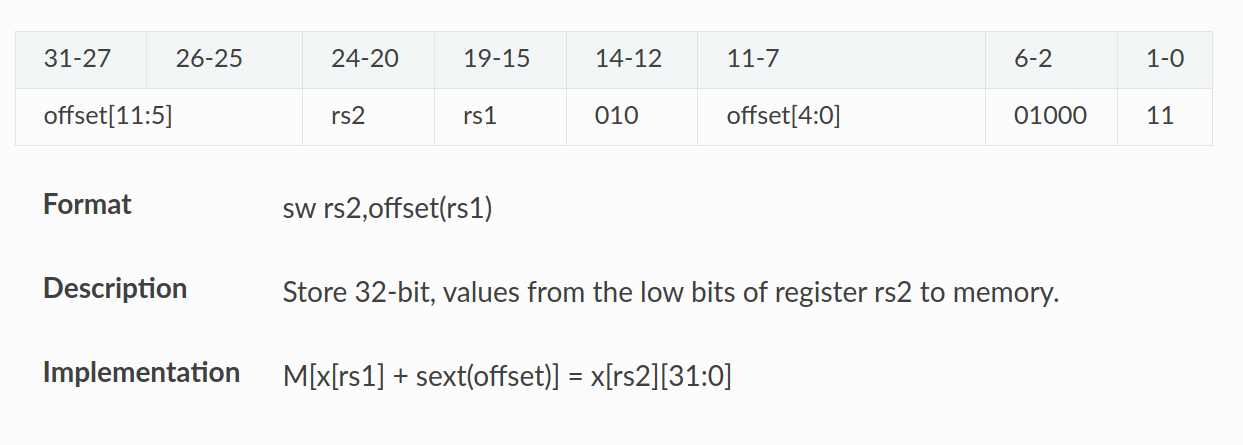 31-27 26-25 24-20 19-15 14-12 11-7 6-2 1-0
offset[11:5] rs2 rs1 010 offset[4:0] 01000 11
Format sw rs2,offset(rs1)
Description Store 32-bit, values from the low bits of register rs2 to memory.
Implementation M[x[rs1] + sext(offset)] = x[rs2][31:0]